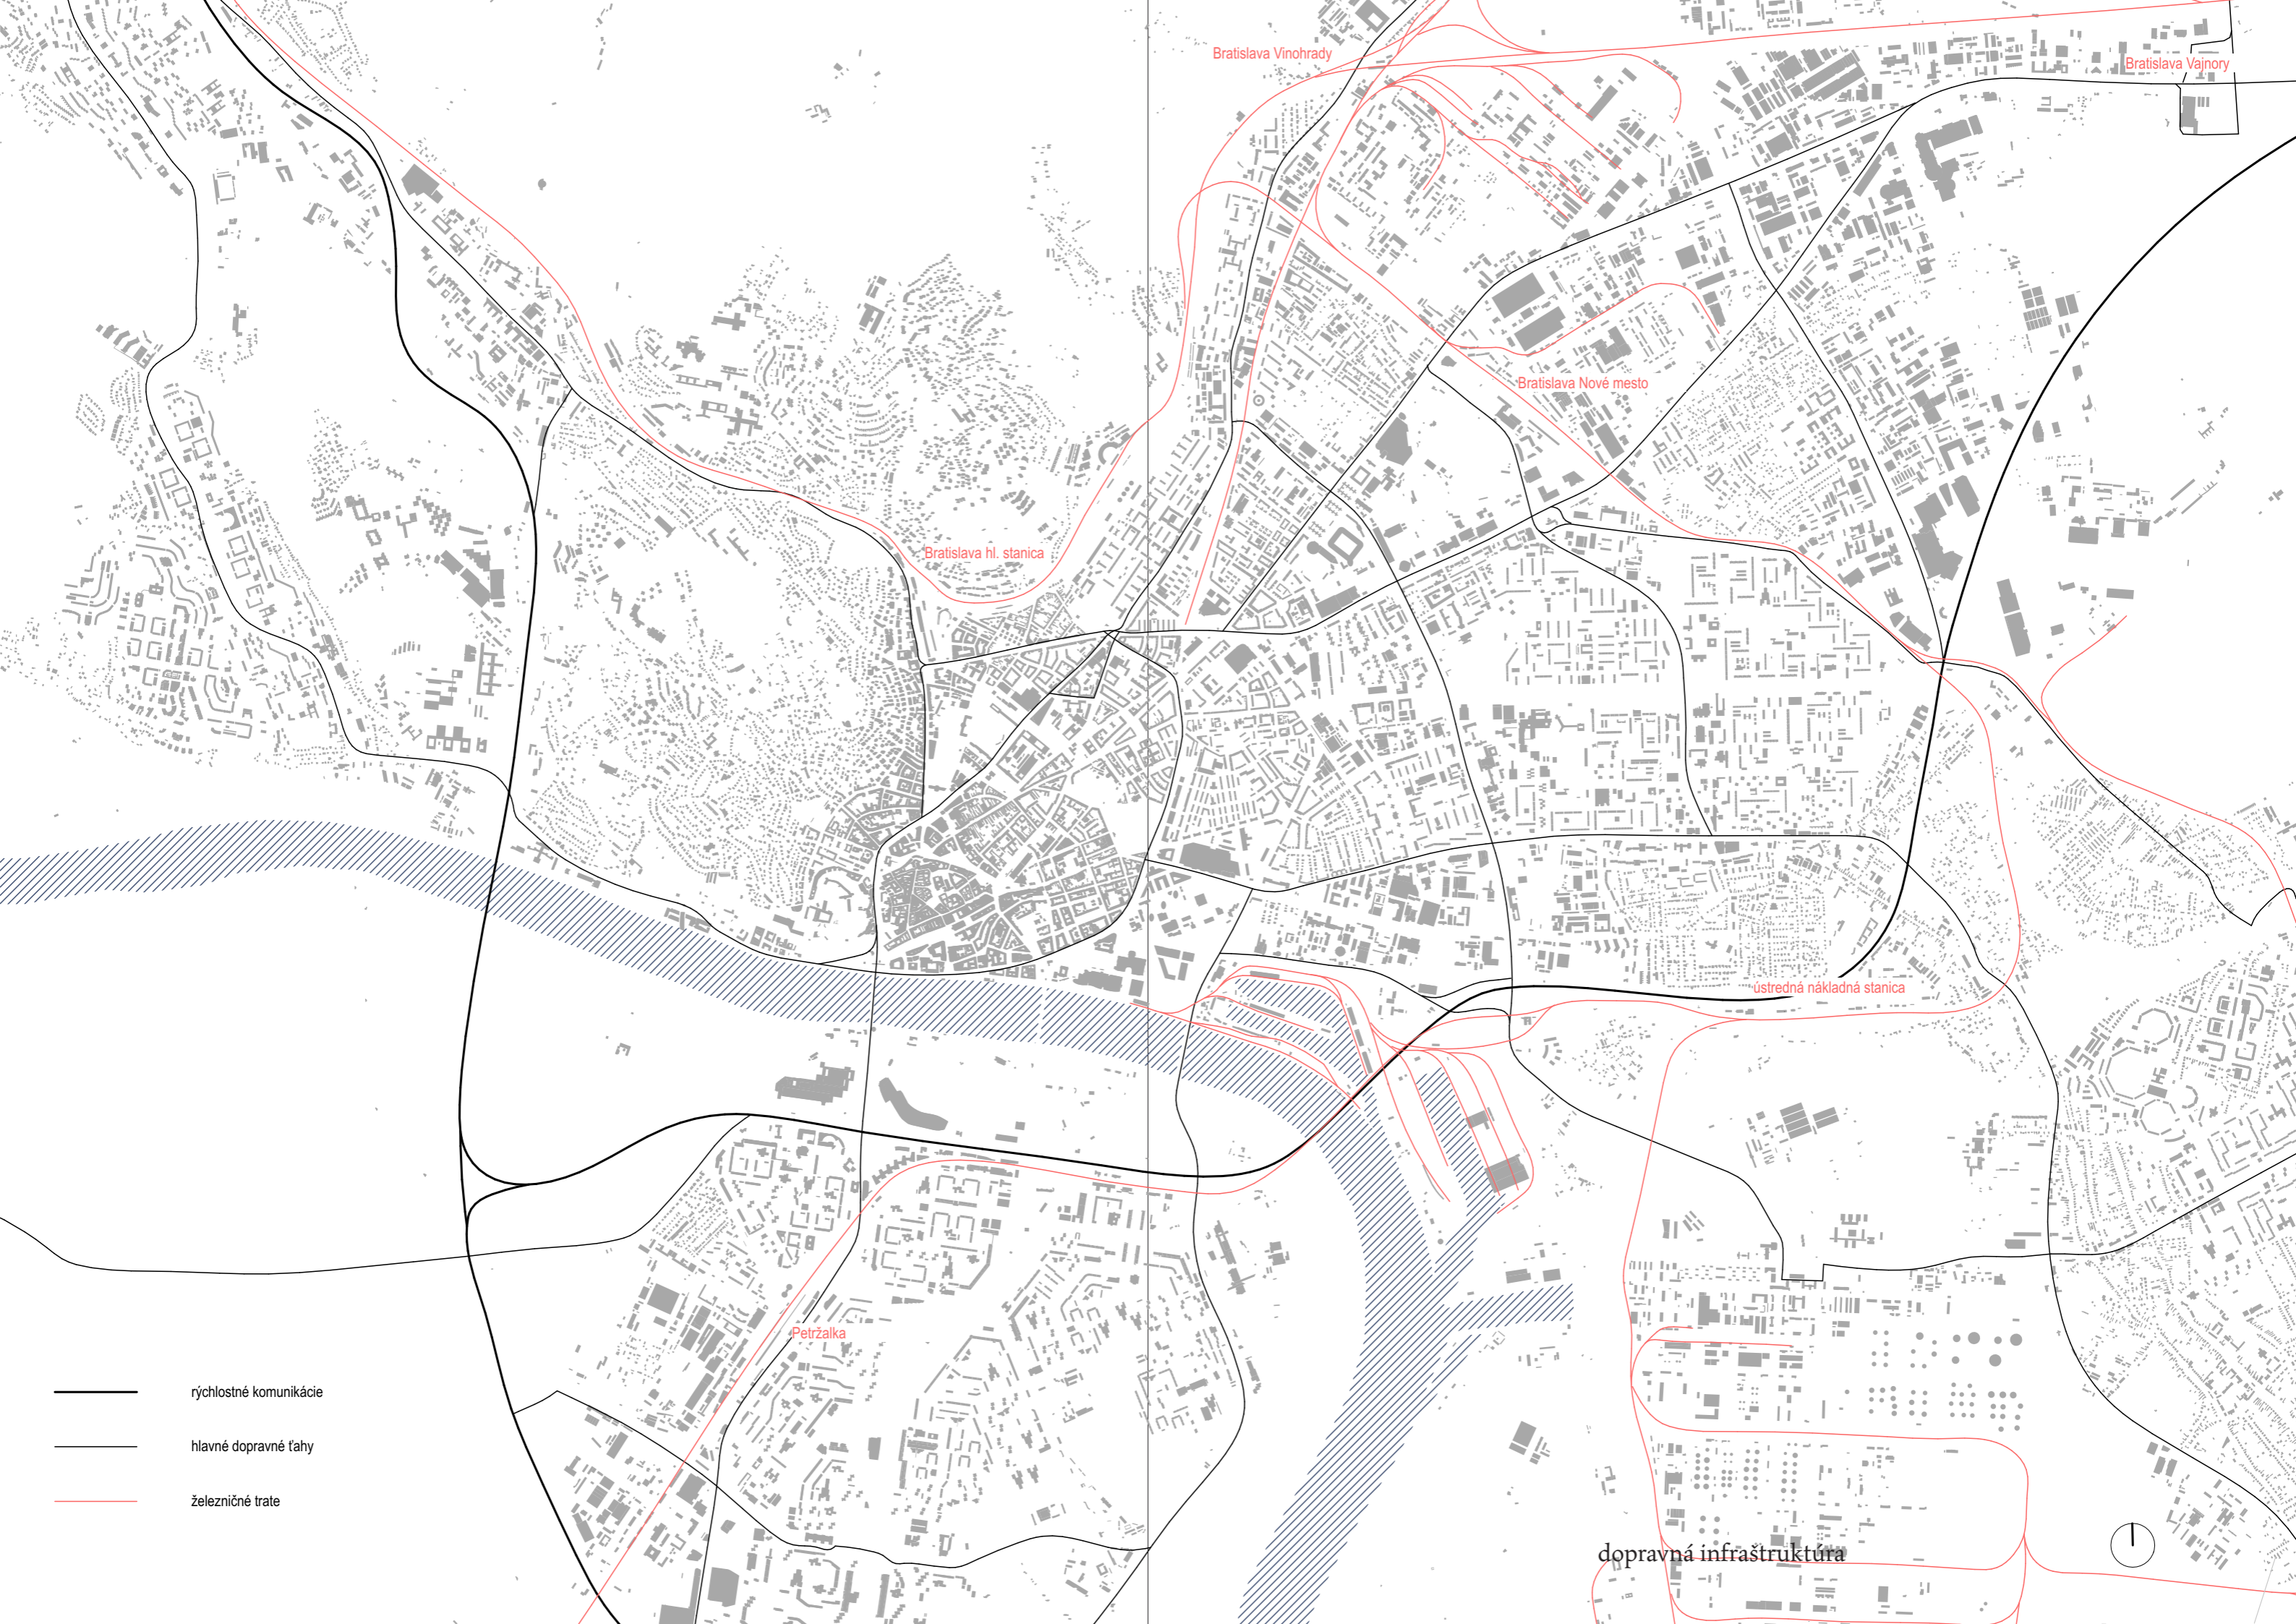 Bratislava Vinohrady
Bratislava Vajnory
Bratislava Nové mesto
Bratislava hl. stanica
ústredná nákladná stanica
Petržalka
rýchlostné komunikácie
hlavné dopravné ťahy
železničné trate
dopravná infraštruktúra